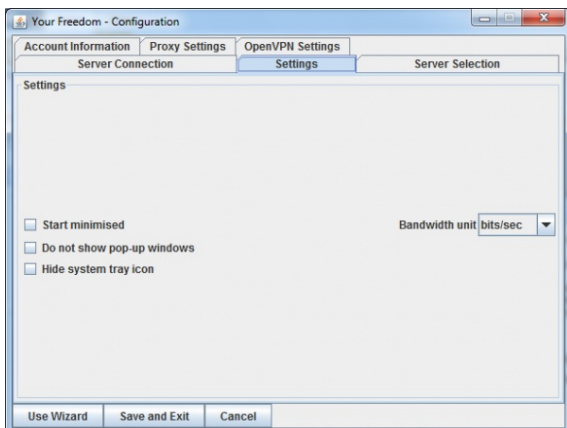 Your Freedom - Configuration
Account Information Proxy Settings OpenVPN Settings
Server Connection Settings Server Selection
Settings
Start minimised Bandwidth unit bits/sec
Do not show pop-up windows
Hide system tray icon
Use Wizard Save and Exit Cancel